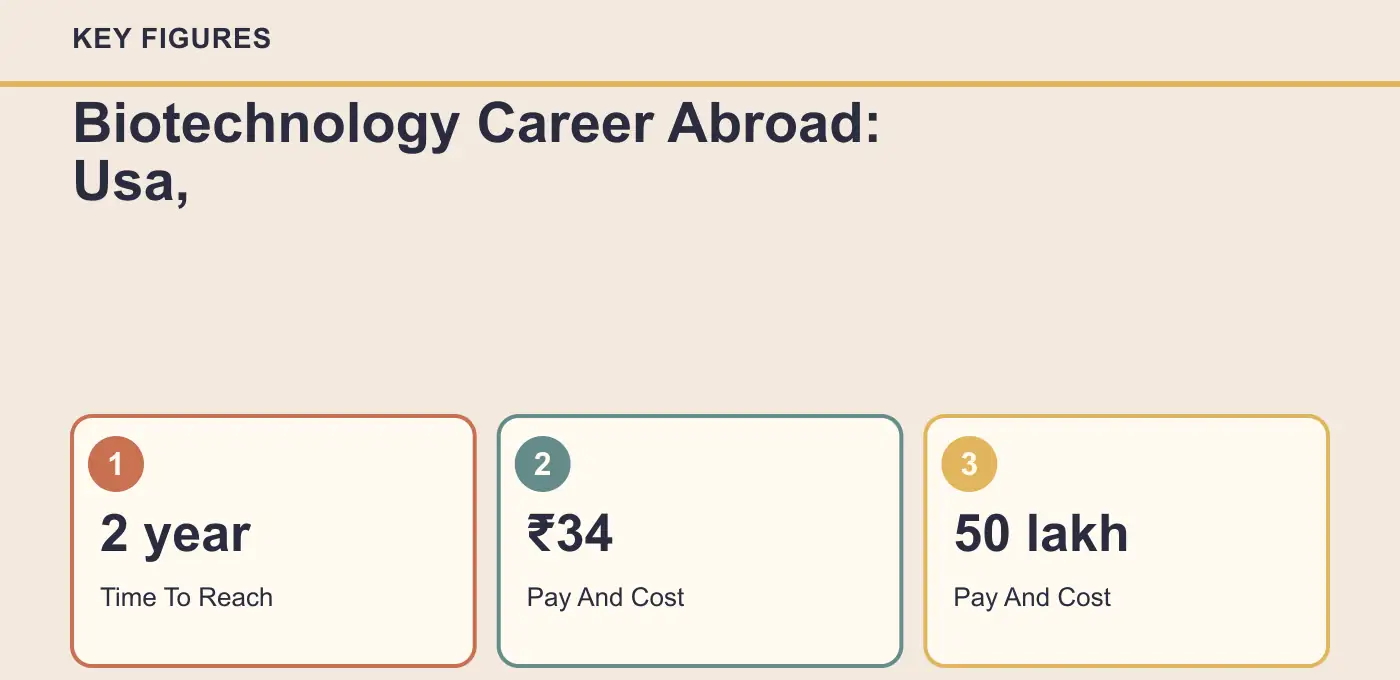 KEY FIGURES
Biotechnology Career Abroad:
Usa,
1
2 year
Time To Reach
2
₹34
Pay And Cost
3
50 lakh
Pay And Cost